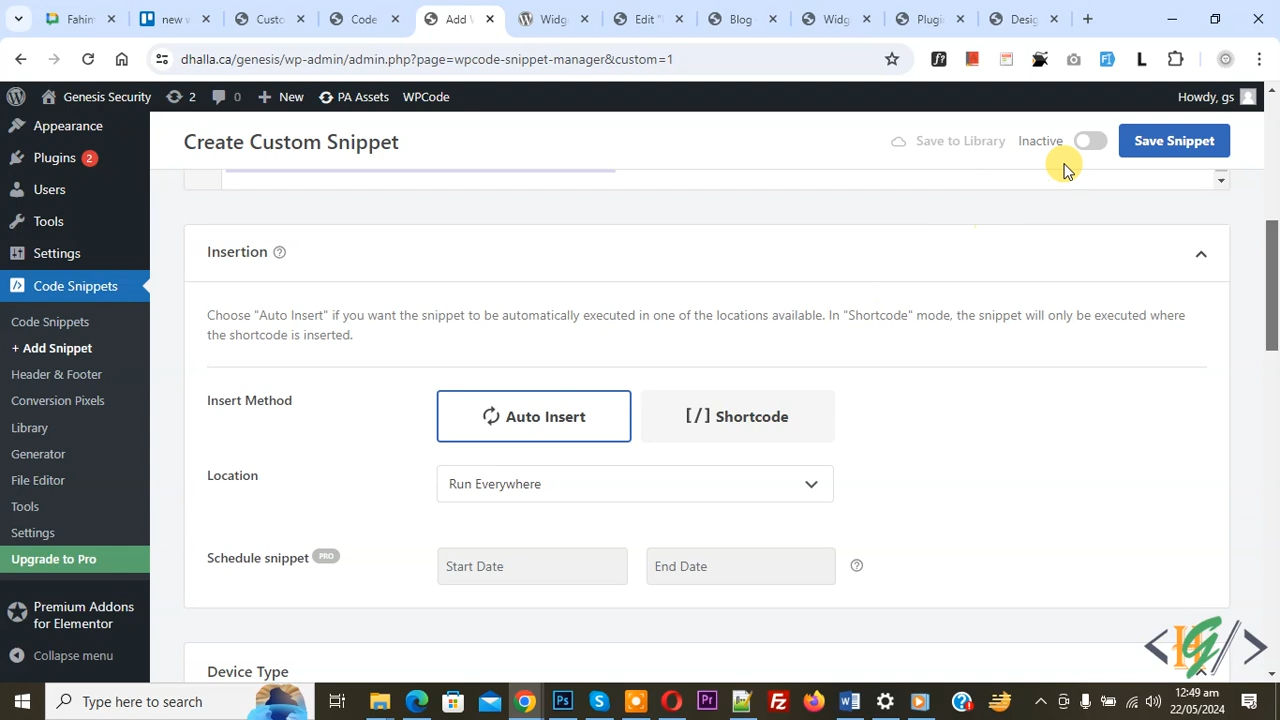 Fahim
new v
Custo
Code
Add V
Widg
Edit "
Blog
Widg
Plugi
Desig
dhalla.ca/genesis/wp-admin/admin.php?page=wpcode-snippet-manager&custom=1
Genesis Security
2
0
New
PA Assets
WPCode
Howdy, gs
Appearance
Plugins 2
Users
Tools
Settings
Code Snippets
Code Snippets
+ Add Snippet
Header & Footer
Conversion Pixels
Library
Generator
File Editor
Tools
Settings
Upgrade to Pro
Premium Addons
for Elementor
Collapse menu
Create Custom Snippet
Save to Library
Inactive
Save Snippet
Insertion
Choose "Auto Insert" if you want the snippet to be automatically executed in one of the locations available. In "Shortcode" mode, the snippet will only be executed where
the shortcode is inserted.
Insert Method
Auto Insert
[/] Shortcode
Location
Run Everywhere
Schedule snippet PRO
Start Date
End Date
Device Type
Type here to search
12:49 am
22/05/2024